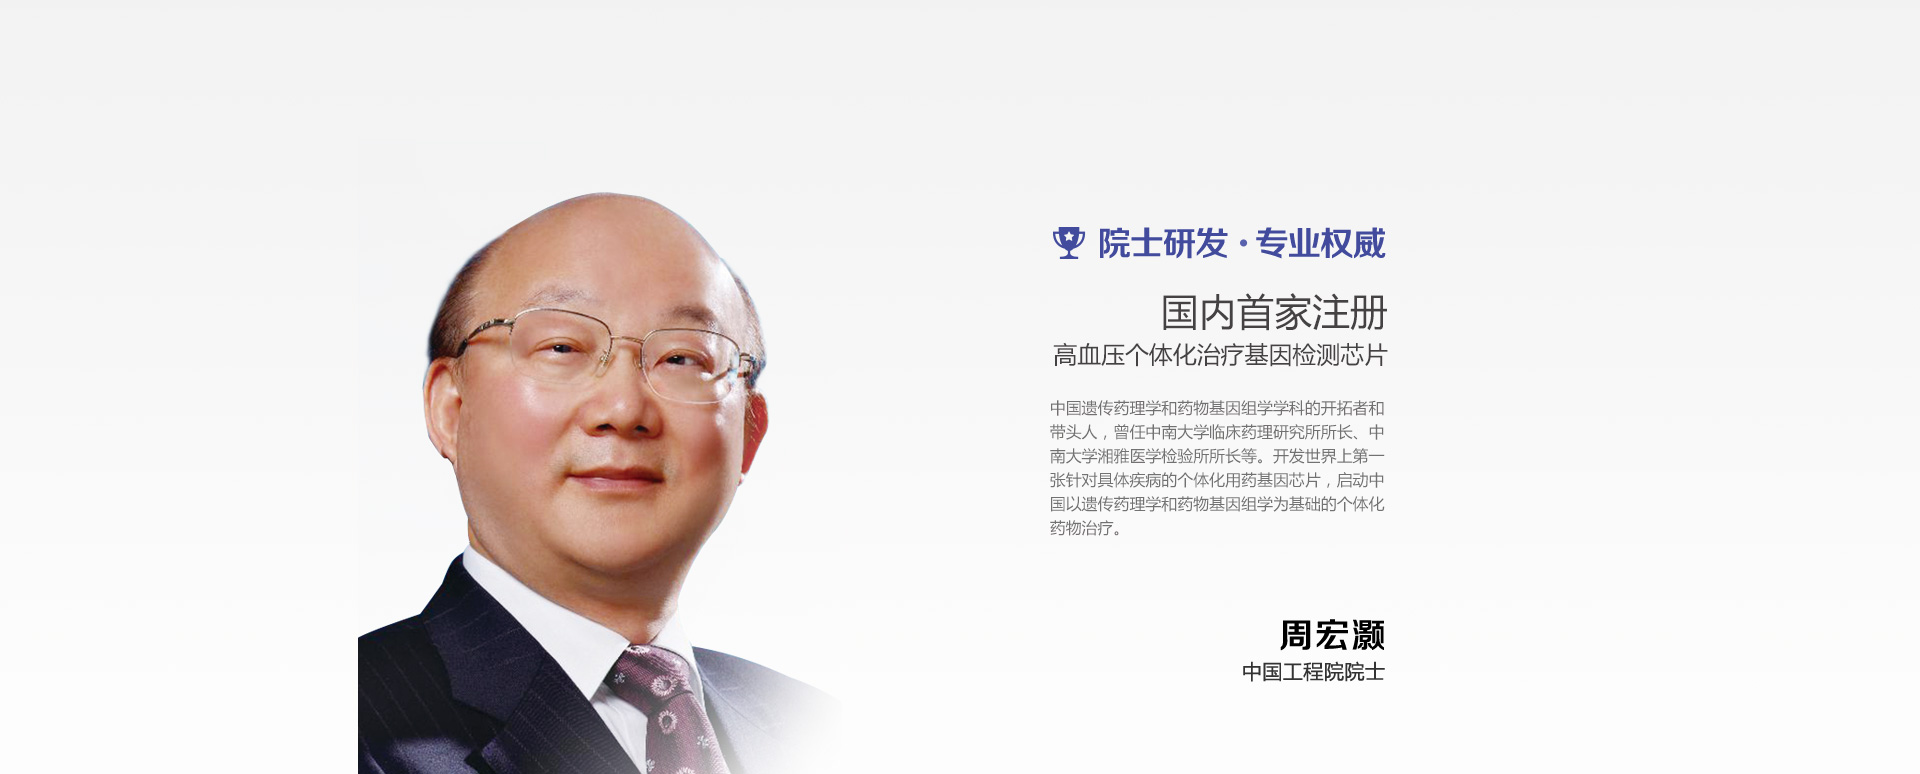 院士研发·专业权威
国内首家注册
高血压个体化治疗基因检测芯片
中国遗传药理学和药物基因组学学科的开拓者和
带头人，曾任中南大学临床药理研究所所长、中
南大学湘雅医学检验所所长等。开发世界上第一
张针对具体疾病的个体化用药基因芯片，启动中
国以遗传药理学和药物基因组学为基础的个体化
药物治疗。
周宏灏
中国工程院院士